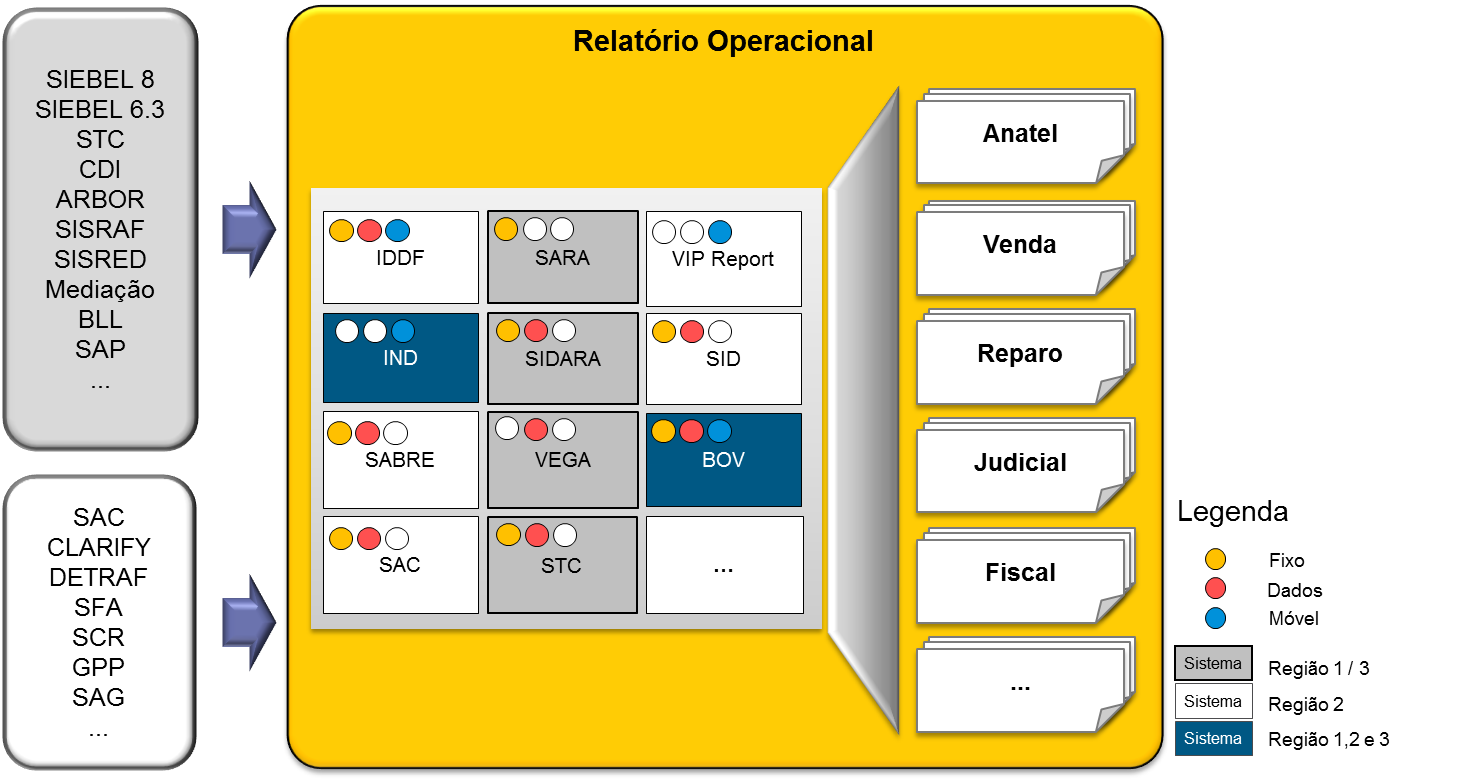 Relatório Operacional
SIEBEL 8
SIEBEL 6.3
STC
CDI
ARBOR
SISRAF
SISRED
Mediação
BLL
SAP
...
SAC
CLARIFY
DETRAF
SFA
SCR
GPP
SAG
...
IDDF
SARA
VIP Report
IND
SIDARA
SID
SABRE
VEGA
BOV
SAC
STC
...
Anatel
Venda
Reparo
Judicial
Fiscal
...
Legenda
Fixo
Dados
Móvel
Sistema Região 1 / 3
Sistema Região 2
Sistema Região 1,2 e 3